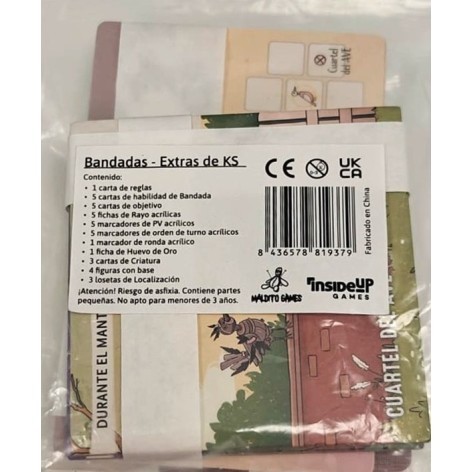 Cuartel
del AVE
Bandadas - Extras de KS
Contenido:
• 1 carta de reglas
• 5 cartas de habilidad de Bandada
• 5 cartas de objetivo
• 5 fichas de Rayo acrílicas
• 5 marcadores de PV acrílicos
• 5 marcadores de orden de turno acrílicos
• 1 marcador de ronda acrílico
• 1 ficha de Huevo de Oro
• 3 cartas de Criatura
• 4 figuras con base
• 3 losetas de Localización
¡Atención! Riesgo de asfixia. Contiene partes
pequeñas. No apto para menores de 3 años.
CE
0-3
UK
CA
8 436578 819379
Fabricado en China
MALDITO GAMES
INSIDEUP
GAMES
DURANTE EL MANT
CUARTEL DE